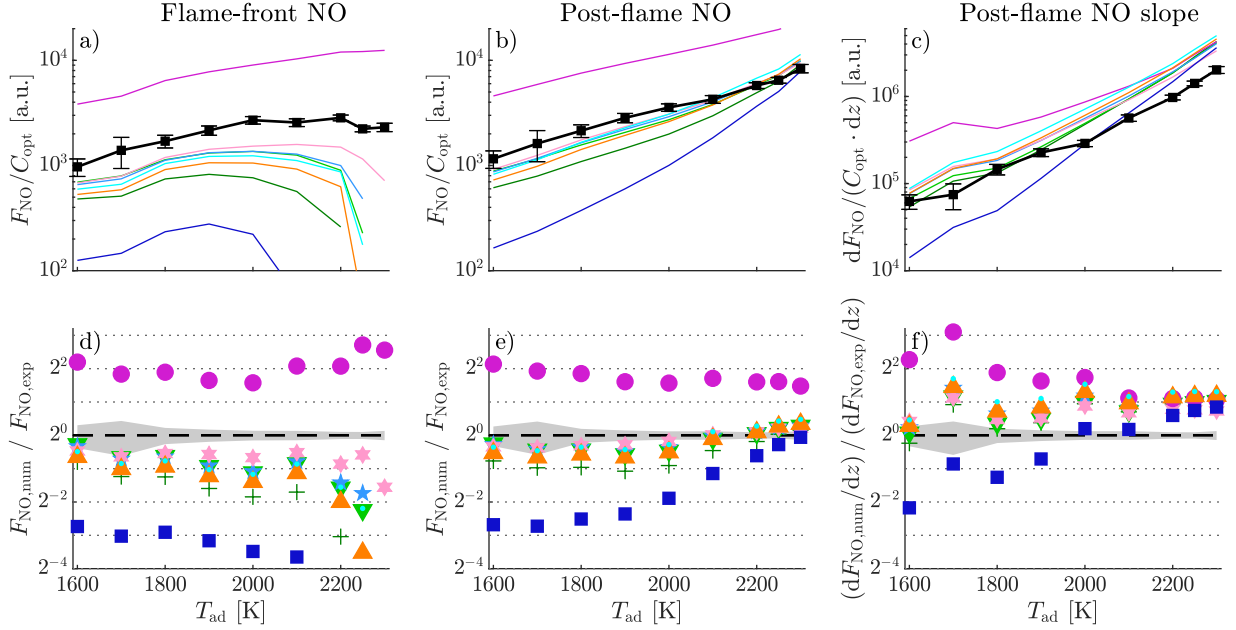 Flame-front NO
Post-flame NO
Post-flame NO slope
a)
b)
c)
F_NO/C_opt [a.u.]
10^4
10^3
10^2
F_NO/C_opt [a.u.]
10^4
10^3
10^2
dF_NO/(C_opt · dz) [a.u.]
10^6
10^5
10^4
d)
e)
f)
F_NO,num / F_NO,exp
2^2
2^0
2^-2
2^-4
F_NO,num / F_NO,exp
2^2
2^0
2^-2
2^-4
(dF_NO,num/dz) / (dF_NO,exp/dz)
2^2
2^0
2^-2
2^-4
1600 1800 2000 2200
1600 1800 2000 2200
1600 1800 2000 2200
T_ad [K]
T_ad [K]
T_ad [K]